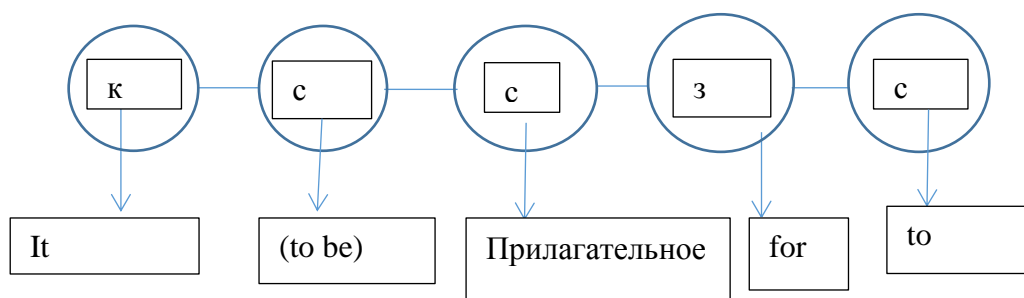 к с с з с
It (to be) Прилагательное for to